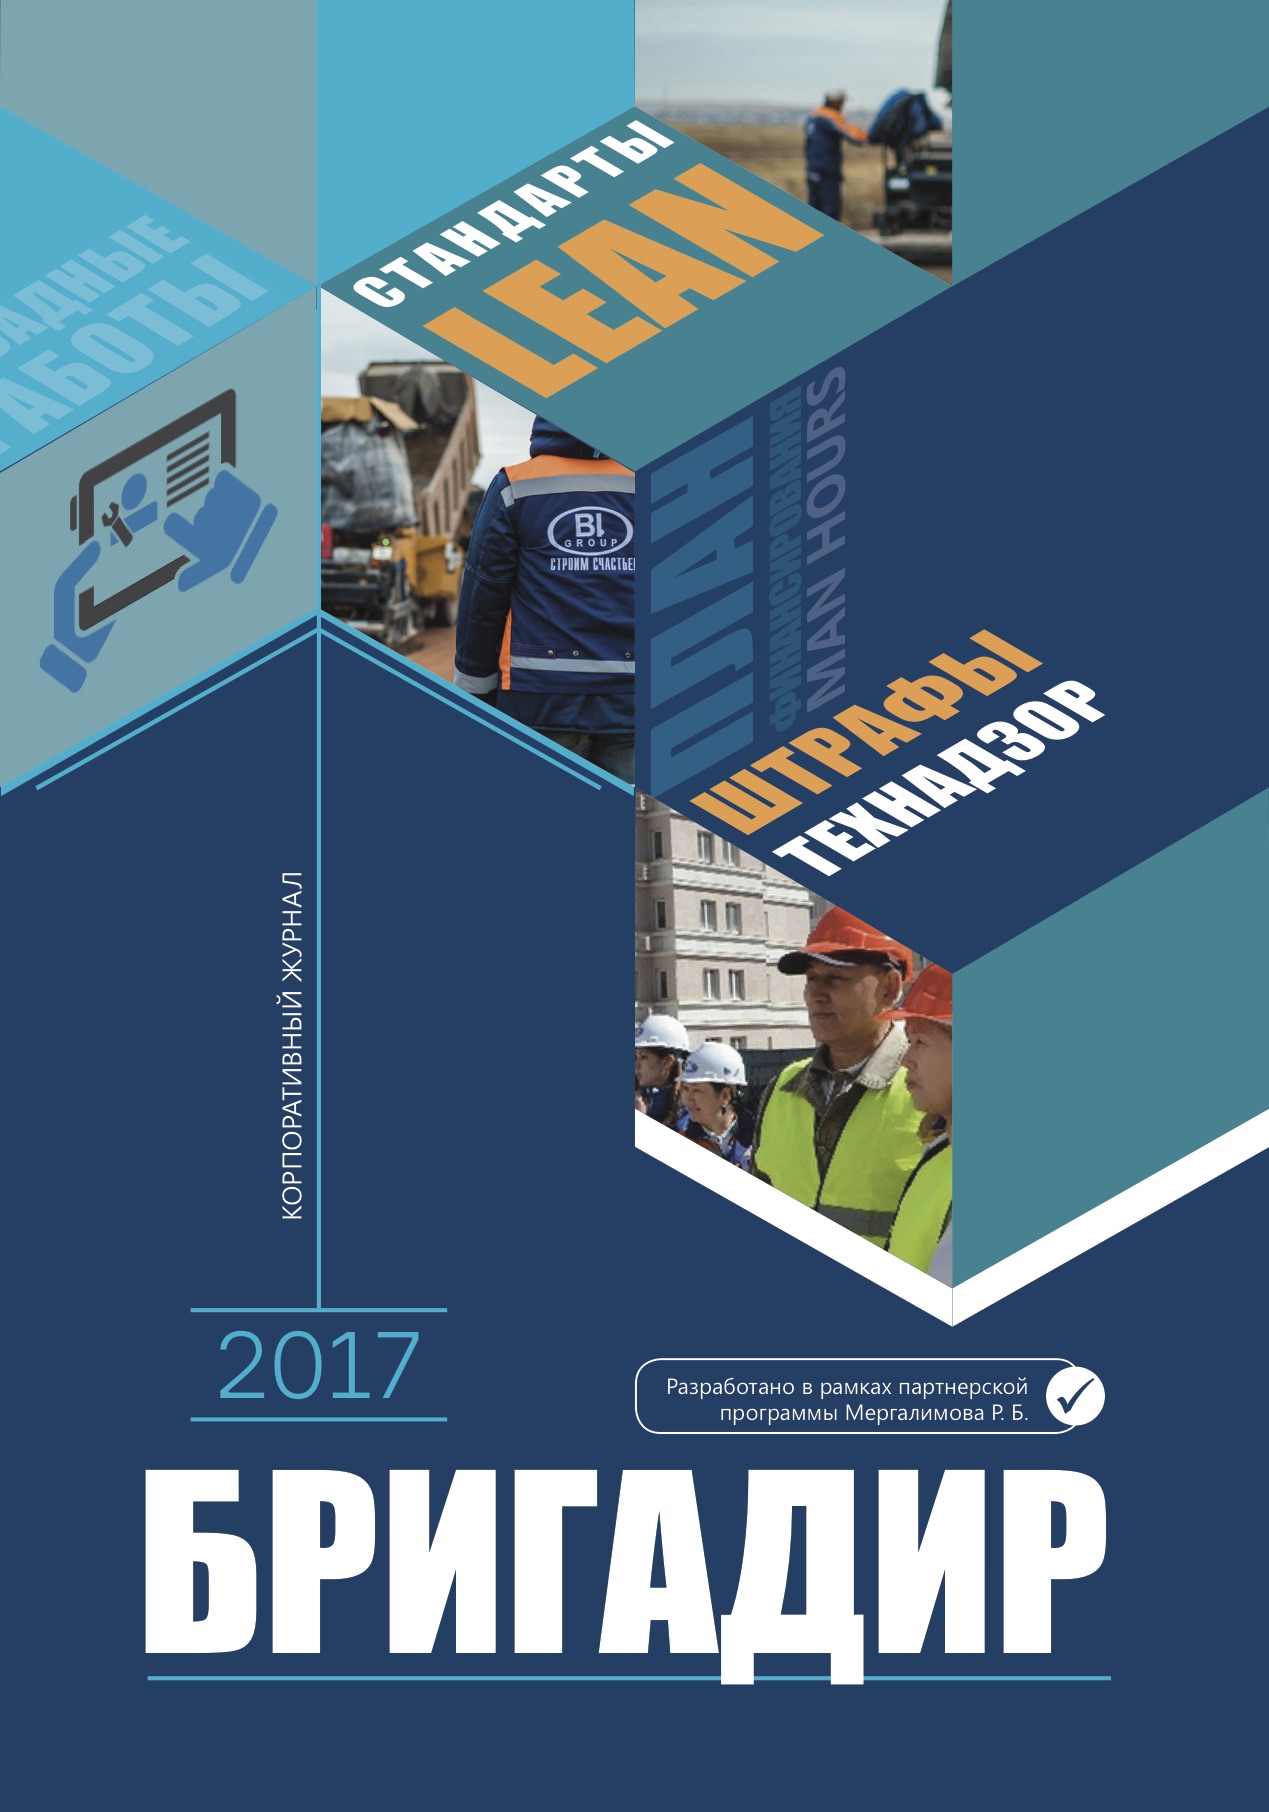 СТАНДАРТЫ
LEAN
BI
GROUP
СТРОИМ СЧАСТЬЕ
ПЛАН
ФИНАНСИРОВАНИЯ
MAN HOURS
ШТРАФЫ
ТЕХНАДЗОР
КОРПОРАТИВНЫЙ ЖУРНАЛ
2017
Разработано в рамках партнерской
программы Мергалимова Р. Б.
БРИГАДИР